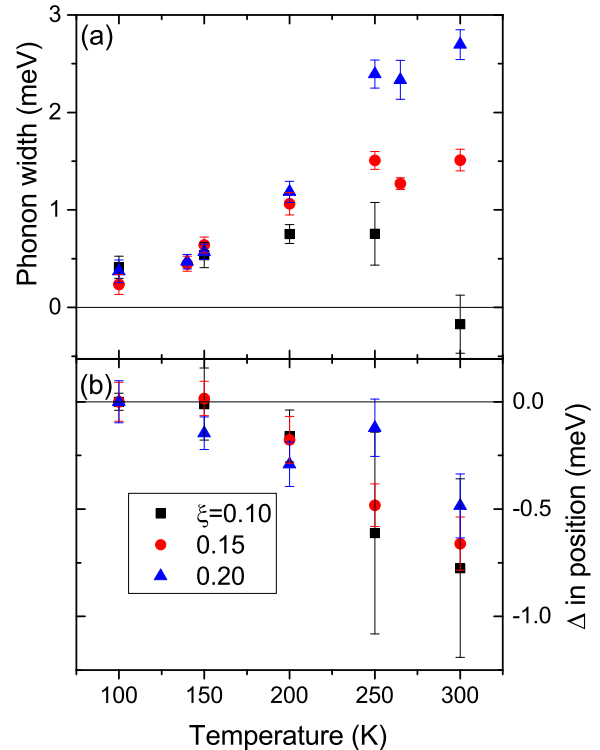 (a)
3
2
1
0
Phonon width (meV)
(b)
0.0
-0.5
-1.0
Δ in position (meV)
ξ=0.10
0.15
0.20
100 150 200 250 300
Temperature (K)